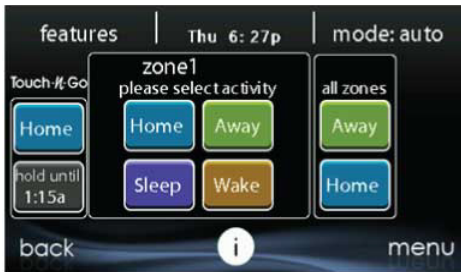 features
Thu 6: 27p
mode: auto
Touch-N-Go
Home
hold until
1:15a
zone1
please select activity
Home
Away
Sleep
Wake
all zones
Away
Home
back
i
menu